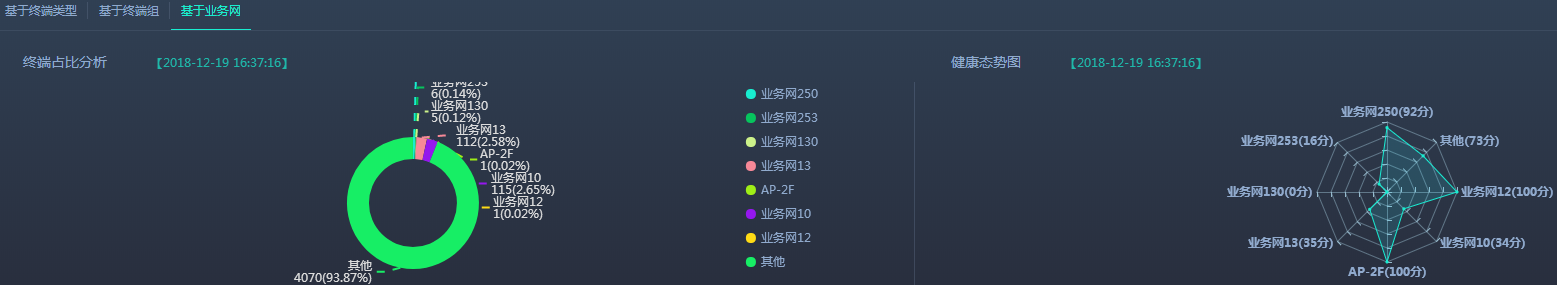 基于终端类型 基于终端组 基于业务网
终端占比分析 【2018-12-19 16:37:16】
业务网253
6(0.14%)
业务网130
5(0.12%)
业务网13
112(2.58%)
AP-2F
1(0.02%)
业务网10
115(2.65%)
业务网12
1(0.02%)
其他
4070(93.87%)
业务网250
业务网253
业务网130
业务网13
AP-2F
业务网10
业务网12
其他
健康态势图 【2018-12-19 16:37:16】
业务网250(92分)
业务网253(16分) 其他(73分)
业务网130(0分) 业务网12(100分)
业务网13(35分) 业务网10(34分)
AP-2F(100分)